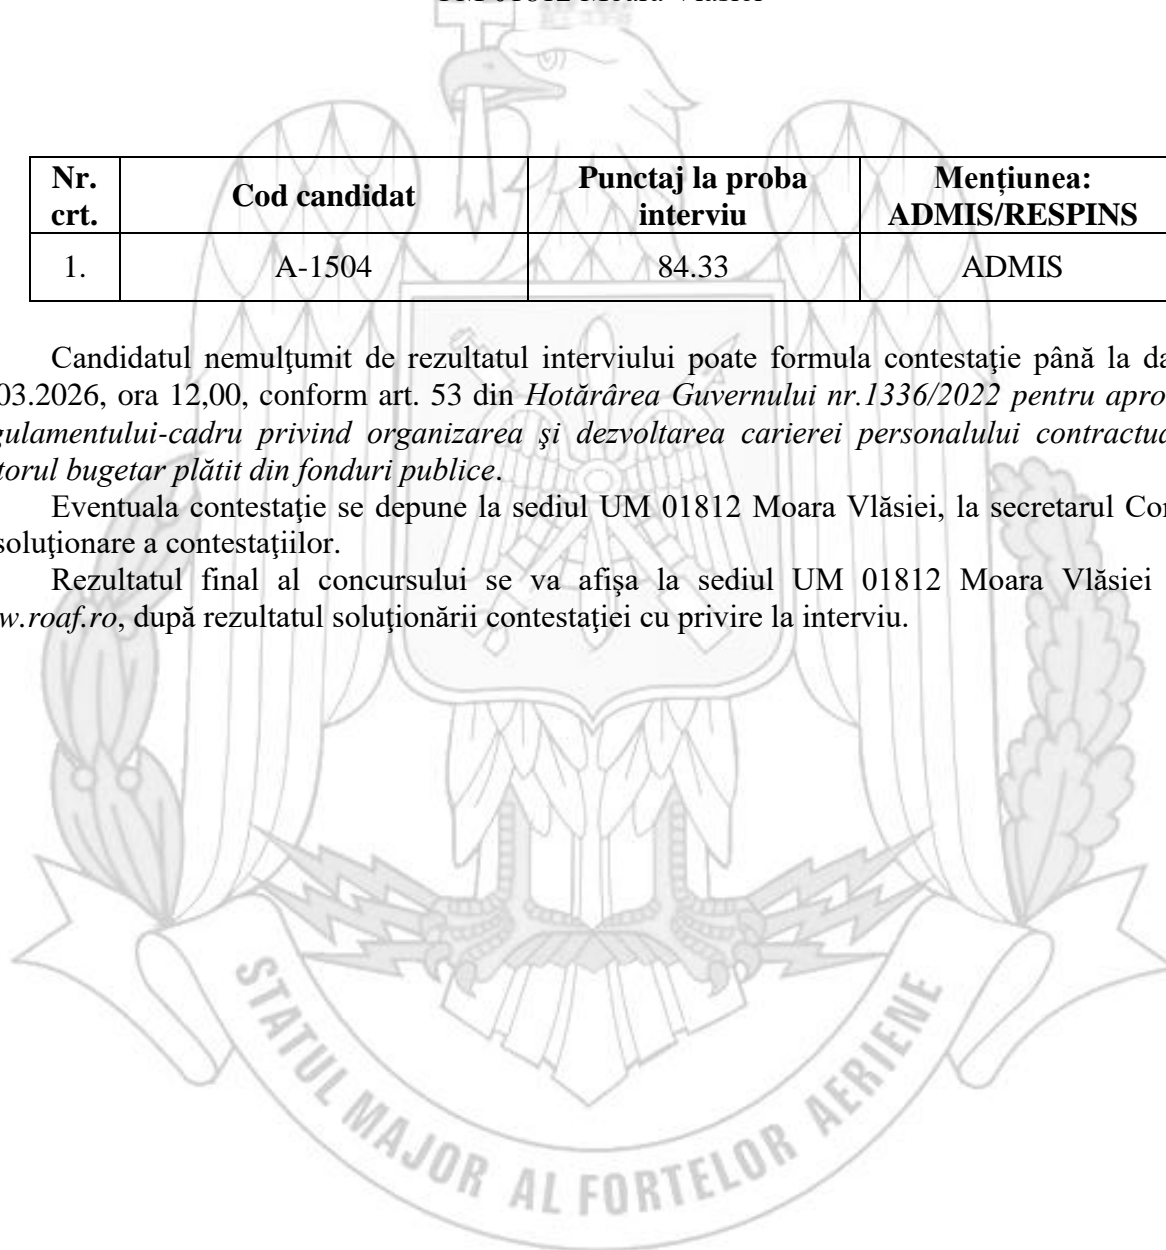 UM 01812 Moara Vlăsiei
Nr. crt.
Cod candidat
Punctaj la proba interviu
Mențiunea: ADMIS/RESPINS
1.
A-1504
84.33
ADMIS
Candidatul nemulţumit de rezultatul interviului poate formula contestaţie până la da
03.2026, ora 12,00, conform art. 53 din Hotărârea Guvernului nr.1336/2022 pentru apro
gulamentului-cadru privind organizarea şi dezvoltarea carierei personalului contractua
torul bugetar plătit din fonduri publice.
Eventuala contestaţie se depune la sediul UM 01812 Moara Vlăsiei, la secretarul Co
soluţionare a contestaţiilor.
Rezultatul final al concursului se va afişa la sediul UM 01812 Moara Vlăsiei
w.roaf.ro, după rezultatul soluţionării contestaţiei cu privire la interviu.
STATUL MAJOR AL FORTELOR AERIENE